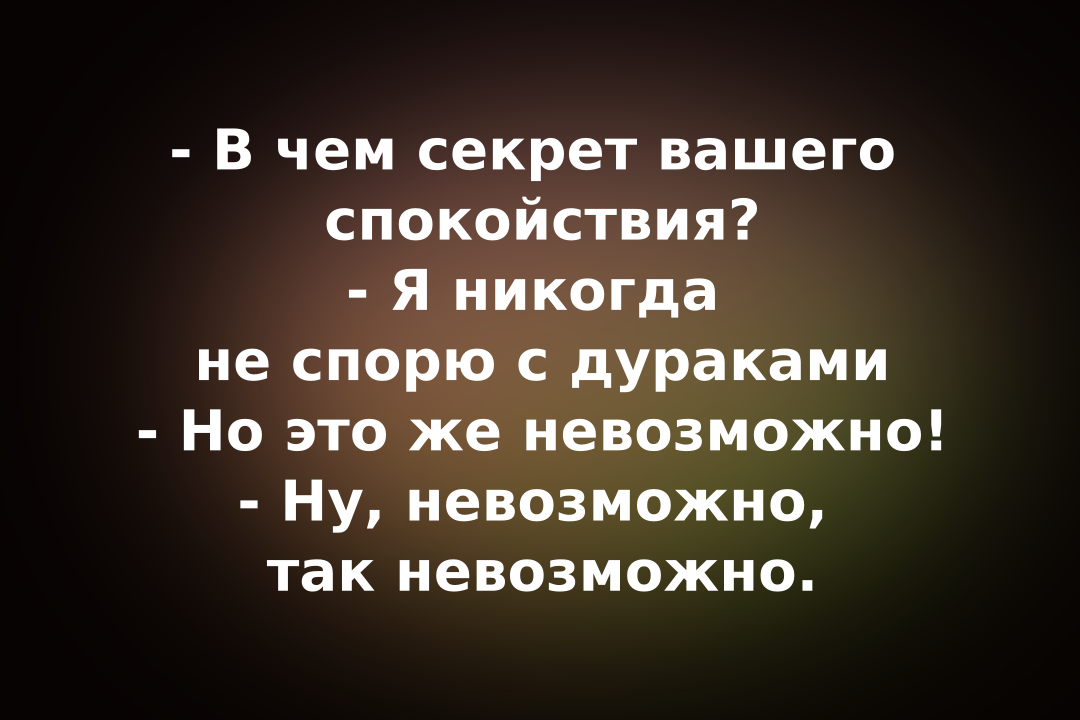 - В чем секрет вашего
спокойствия?
- Я никогда
не спорю с дураками
- Но это же невозможно!
- Ну, невозможно,
так невозможно.